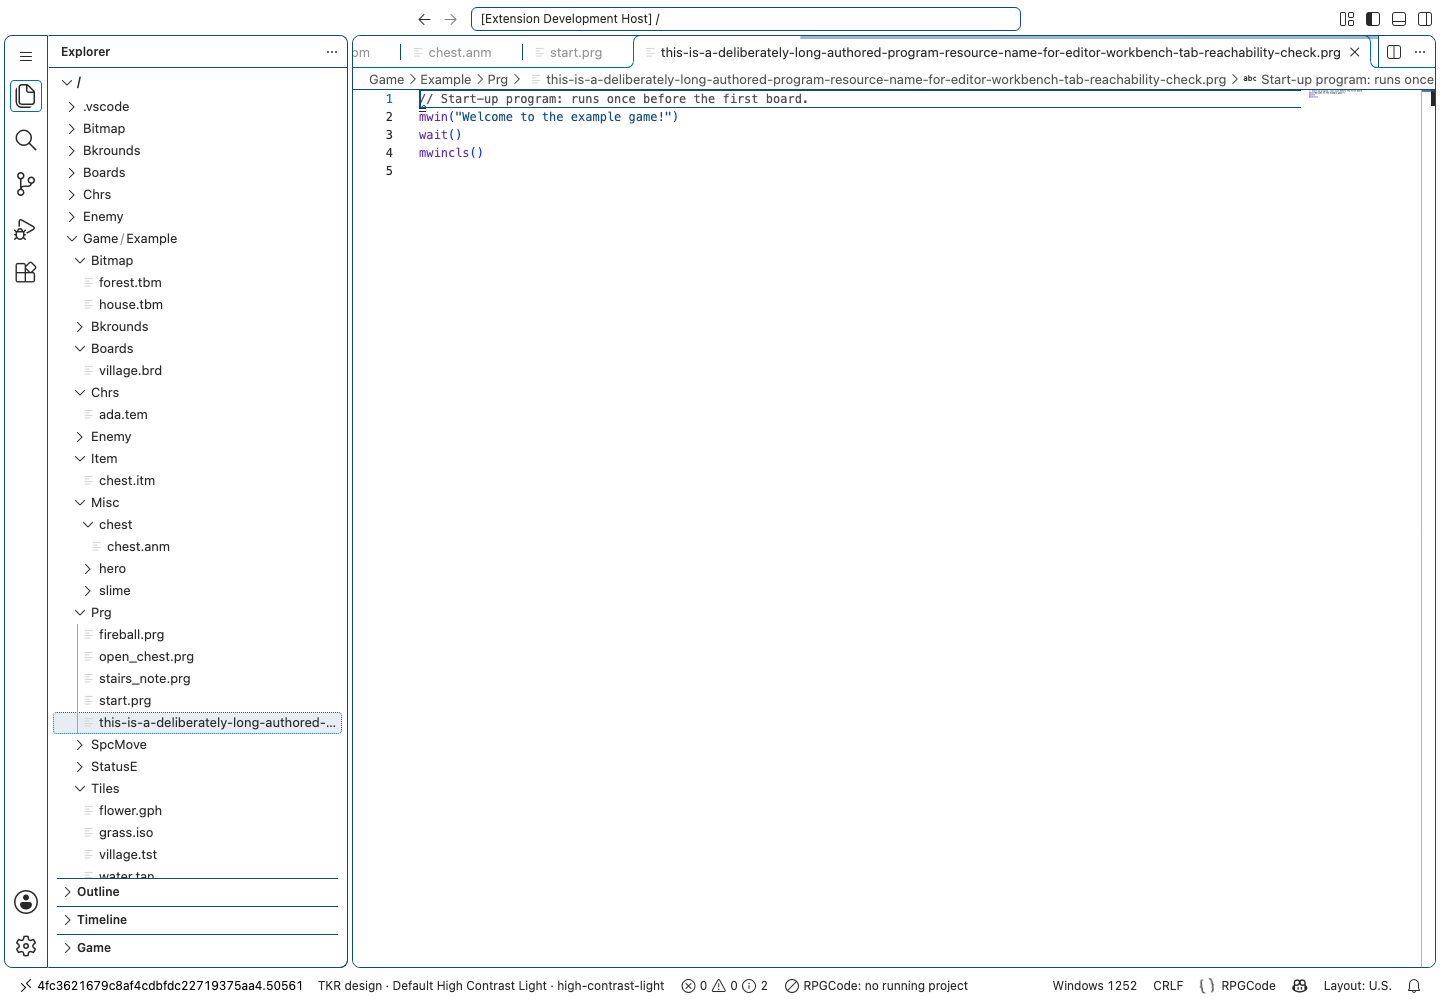 [Extension Development Host] /
Explorer
/
.vscode
Bitmap
Bkrounds
Boards
Chrs
Enemy
Game / Example
Bitmap
forest.tbm
house.tbm
Bkrounds
Boards
village.brd
Chrs
ada.tem
Enemy
Item
chest.itm
Misc
chest
chest.anm
hero
slime
Prg
fireball.prg
open_chest.prg
stairs_note.prg
start.prg
this-is-a-deliberately-long-authored-...
SpcMove
StatusE
Tiles
flower.gph
grass.iso
village.tst
water.tan
Outline
Timeline
Game
chest.anm
start.prg
this-is-a-deliberately-long-authored-program-resource-name-for-editor-workbench-tab-reachability-check.prg
Game > Example > Prg > this-is-a-deliberately-long-authored-program-resource-name-for-editor-workbench-tab-reachability-check.prg > abc Start-up program: runs once
1 // Start-up program: runs once before the first board.
2 mwin("Welcome to the example game!")
3 wait()
4 mwincls()
5
4fc3621679c8af4cdbfdc22719375aa4.50561 TKR design · Default High Contrast Light · high-contrast-light 0 0 2 RPGCode: no running project Windows 1252 CRLF { } RPGCode Layout: U.S.